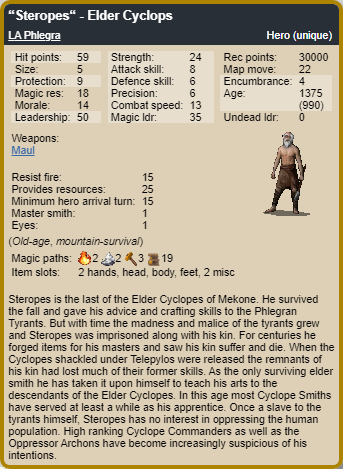 “Steropes“ - Elder Cyclops
LA Phlegra Hero (unique)
Hit points: 59 Strength: 24 Rec points: 30000
Size: 5 Attack skill: 8 Map move: 22
Protection: 9 Defence skill: 6 Encumbrance: 4
Magic res: 18 Precision: 6 Age: 1375
Morale: 14 Combat speed: 13 (990)
Leadership: 50 Magic ldr: 35 Undead ldr: 0
Weapons:
Maul
Resist fire: 15
Provides resources: 25
Minimum hero arrival turn: 15
Master smith: 1
Eyes: 1
(Old-age, mountain-survival)
Magic paths: 2 2 3 19
Item slots: 2 hands, head, body, feet, 2 misc
Steropes is the last of the Elder Cyclopes of Mekone. He survived
the fall and gave his advice and crafting skills to the Phlegran
Tyrants. But with time the madness and malice of the tyrants grew
and Steropes was imprisoned along with his kin. For centuries he
forged items for his masters and saw his kin suffer and die. When the
Cyclopes shackled under Telepylos were released the remnants of
his kin had lost much of their former skills. As the only surviving elder
smith he has taken it upon himself to teach his arts to the
descendants of the Elder Cyclopes. In this age most Cyclope Smiths
have served at least a while as his apprentice. Once a slave to the
tyrants himself, Steropes has no interest in oppressing the human
population. High ranking Cyclope Commanders as well as the
Oppressor Archons have become increasingly suspicious of his
intentions.